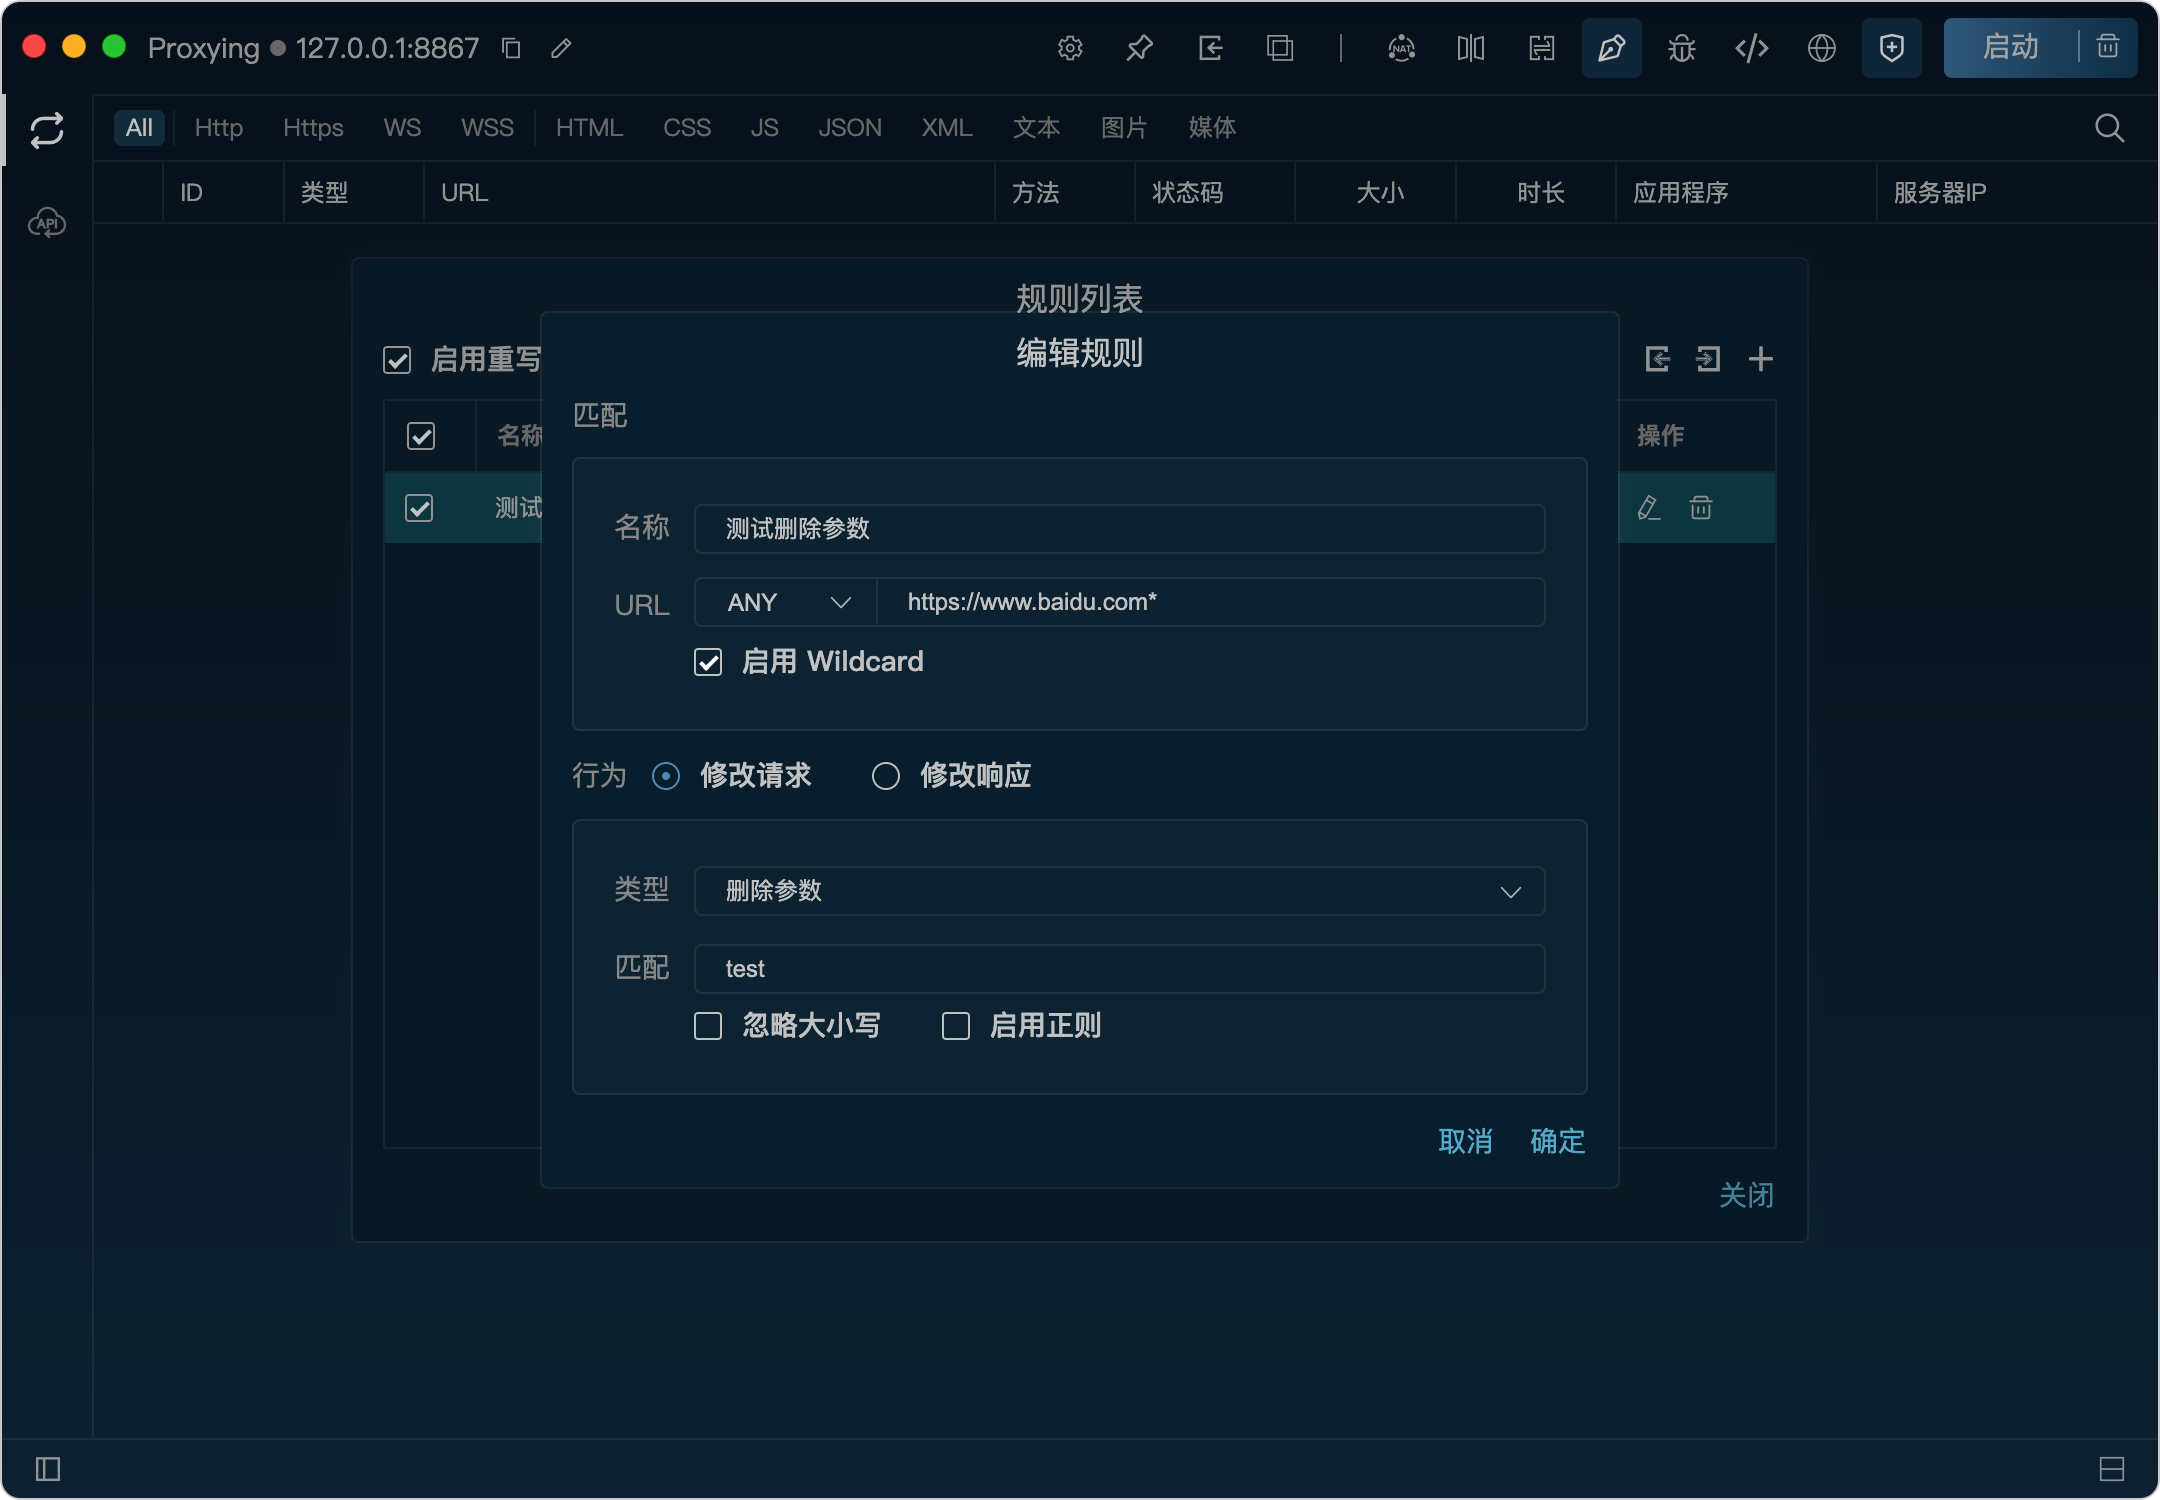 Proxying 127.0.0.1:8867
NAT
启动
All Http Https WS WSS HTML CSS JS JSON XML 文本 图片 媒体
API
ID 类型 URL 方法 状态码 大小 时长 应用程序 服务器IP
规则列表
启用重写
编辑规则
匹配
名称 操作
测试
名称 测试删除参数
URL ANY https://www.baidu.com*
启用 Wildcard
行为 修改请求 修改响应
类型 删除参数
匹配 test
忽略大小写 启用正则
取消 确定
关闭